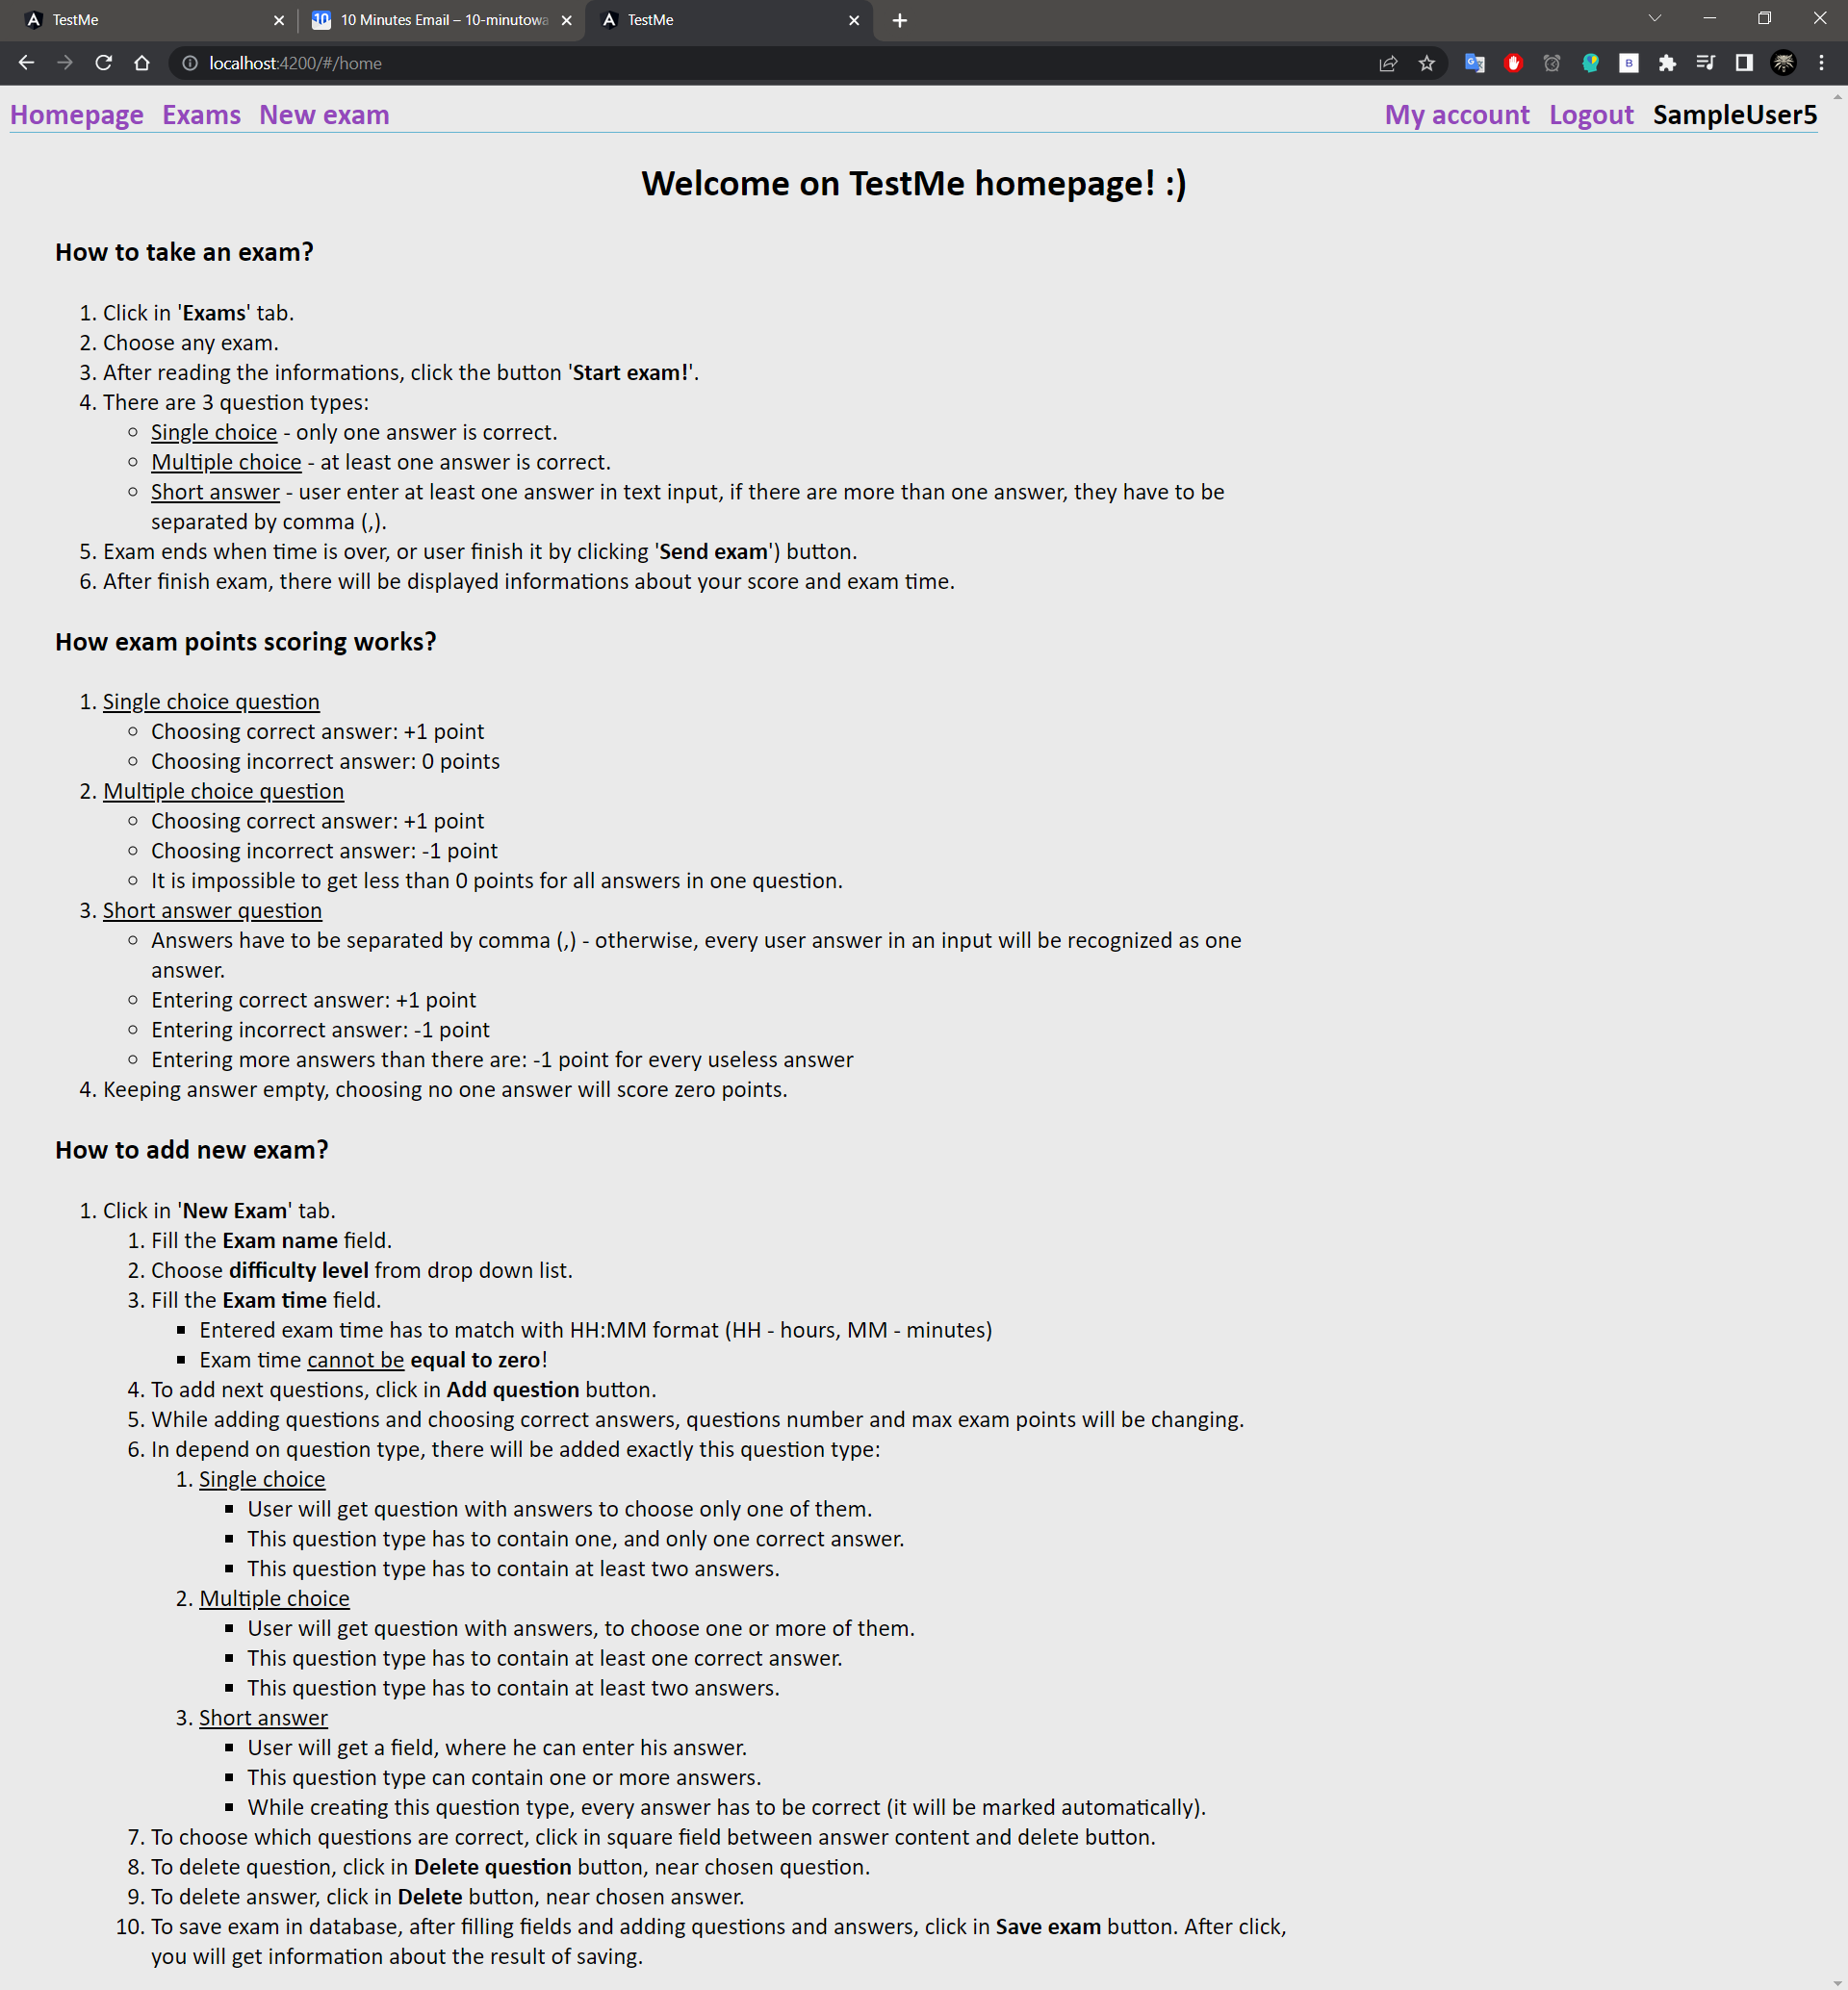 TestMe
10 Minutes Email – 10-minutowa
TestMe
localhost:4200/#/home
Homepage Exams New exam
My account Logout SampleUser5
Welcome on TestMe homepage! :)
How to take an exam?
1. Click in 'Exams' tab.
2. Choose any exam.
3. After reading the informations, click the button 'Start exam!'.
4. There are 3 question types:
Single choice - only one answer is correct.
Multiple choice - at least one answer is correct.
Short answer - user enter at least one answer in text input, if there are more than one answer, they have to be
separated by comma (,).
5. Exam ends when time is over, or user finish it by clicking 'Send exam') button.
6. After finish exam, there will be displayed informations about your score and exam time.
How exam points scoring works?
1. Single choice question
Choosing correct answer: +1 point
Choosing incorrect answer: 0 points
2. Multiple choice question
Choosing correct answer: +1 point
Choosing incorrect answer: -1 point
It is impossible to get less than 0 points for all answers in one question.
3. Short answer question
Answers have to be separated by comma (,) - otherwise, every user answer in an input will be recognized as one
answer.
Entering correct answer: +1 point
Entering incorrect answer: -1 point
Entering more answers than there are: -1 point for every useless answer
4. Keeping answer empty, choosing no one answer will score zero points.
How to add new exam?
1. Click in 'New Exam' tab.
1. Fill the Exam name field.
2. Choose difficulty level from drop down list.
3. Fill the Exam time field.
Entered exam time has to match with HH:MM format (HH - hours, MM - minutes)
Exam time cannot be equal to zero!
4. To add next questions, click in Add question button.
5. While adding questions and choosing correct answers, questions number and max exam points will be changing.
6. In depend on question type, there will be added exactly this question type:
1. Single choice
User will get question with answers to choose only one of them.
This question type has to contain one, and only one correct answer.
This question type has to contain at least two answers.
2. Multiple choice
User will get question with answers, to choose one or more of them.
This question type has to contain at least one correct answer.
This question type has to contain at least two answers.
3. Short answer
User will get a field, where he can enter his answer.
This question type can contain one or more answers.
While creating this question type, every answer has to be correct (it will be marked automatically).
7. To choose which questions are correct, click in square field between answer content and delete button.
8. To delete question, click in Delete question button, near chosen question.
9. To delete answer, click in Delete button, near chosen answer.
10. To save exam in database, after filling fields and adding questions and answers, click in Save exam button. After click,
you will get information about the result of saving.